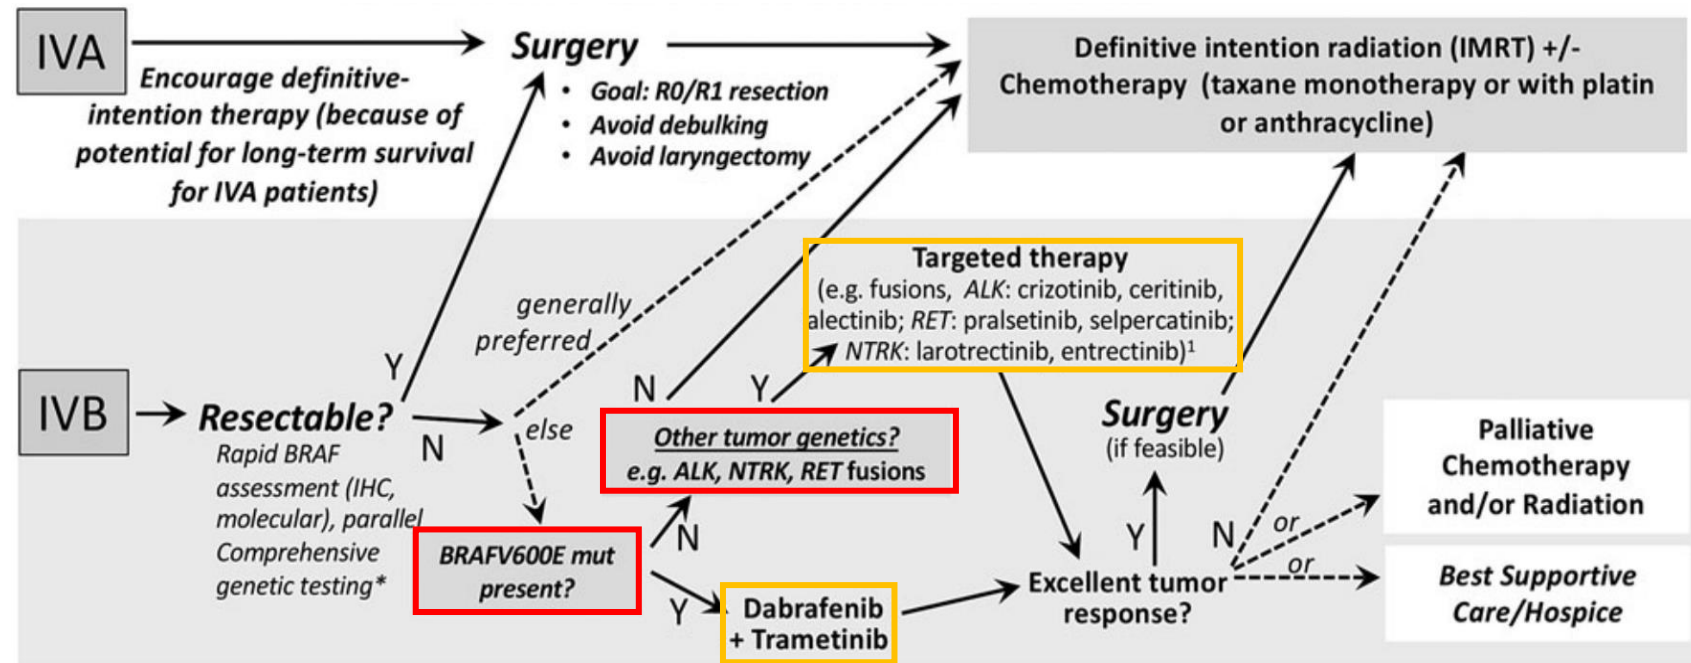 IVA
Encourage definitive-
intention therapy (because of
potential for long-term survival
for IVA patients)
Surgery
• Goal: R0/R1 resection
• Avoid debulking
• Avoid laryngectomy
Definitive intention radiation (IMRT) +/-
Chemotherapy (taxane monotherapy or with platin
or anthracycline)
IVB
Resectable?
Rapid BRAF
assessment (IHC,
molecular), parallel
Comprehensive
genetic testing*
Y
N
generally
preferred
else
BRAFV600E mut
present?
N
Y
Other tumor genetics?
e.g. ALK, NTRK, RET fusions
N
Y
Targeted therapy
(e.g. fusions, ALK: crizotinib, ceritinib,
alectinib; RET: pralsetinib, selpercatinib;
NTRK: larotrectinib, entrectinib)¹
Dabrafenib
+ Trametinib
Excellent tumor
response?
Y
N
Surgery
(if feasible)
or
or
Palliative
Chemotherapy
and/or Radiation
Best Supportive
Care/Hospice